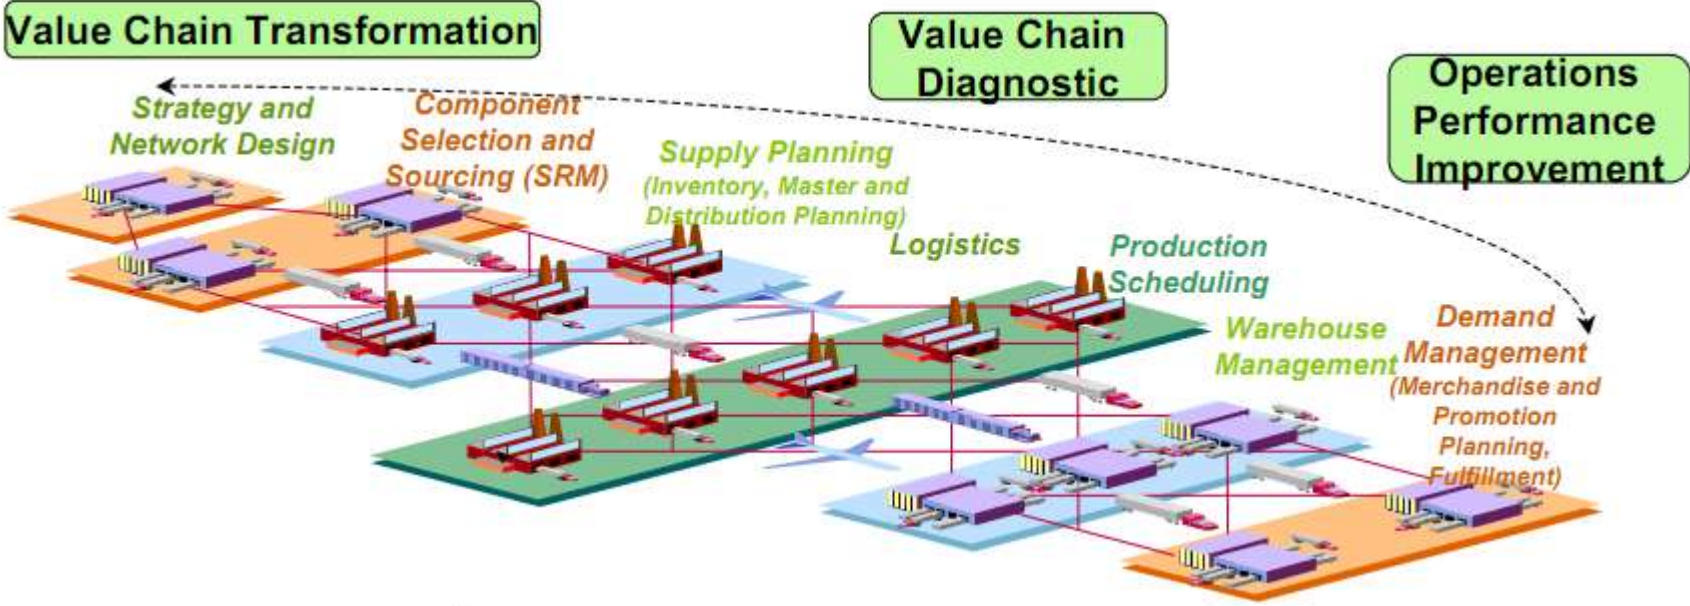 Value Chain Transformation
Value Chain
Diagnostic
Operations
Performance
Improvement
Strategy and
Network Design
Component
Selection and
Sourcing (SRM)
Supply Planning
(Inventory, Master and
Distribution Planning)
Logistics
Production
Scheduling
Warehouse
Management
Demand
Management
(Merchandise and
Promotion
Planning,
Fulfillment)